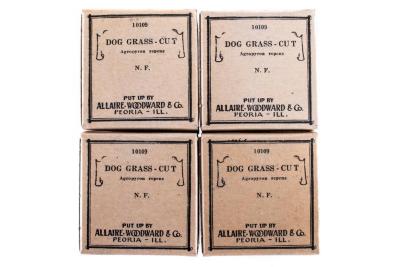 10109
DOG GRASS - CUT
Agropyron repens
N. F.
PUT UP BY
ALLAIRE-WOODWARD & Co.
PEORIA - ILL.
10109
DOG GRASS - CUT
Agropyron repens
N. F.
PUT UP BY
ALLAIRE-WOODWARD & Co.
PEORIA - ILL.
10109
DOG GRASS - CUT
Agropyron repens
N. F.
PUT UP BY
ALLAIRE-WOODWARD & Co.
PEORIA - ILL.
10109
DOG GRASS - CUT
Agropyron repens
N. F.
PUT UP BY
ALLAIRE-WOODWARD & Co.
PEORIA - ILL.